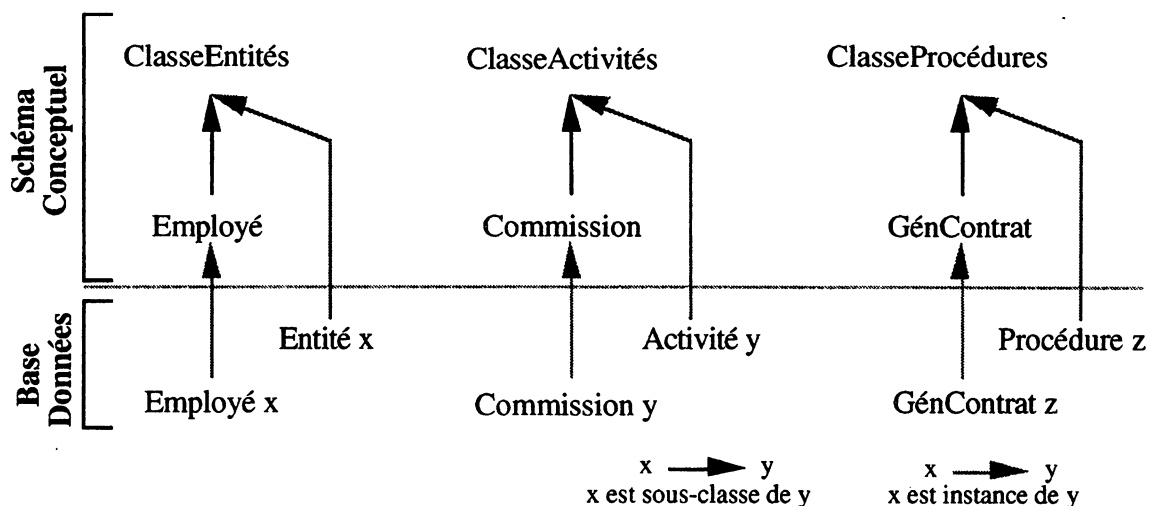 Schéma
Conceptuel
ClasseEntités
ClasseActivités
ClasseProcédures
Employé
Commission
GénContrat
Base
Données
Entité x
Activité y
Procédure z
Employé x
Commission y
GénContrat z
x y
x est sous-classe de y
x y
x est instance de y